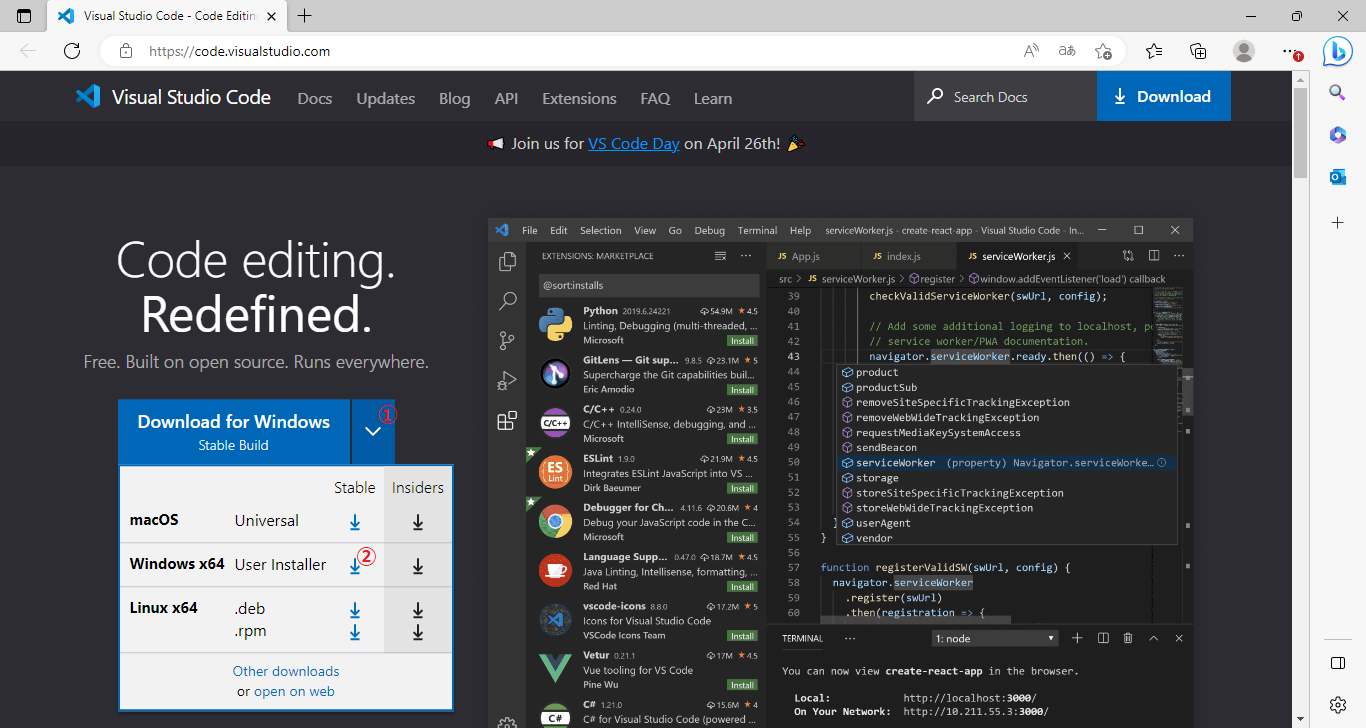 Visual Studio Code - Code Editin
https://code.visualstudio.com
Visual Studio Code
Docs Updates Blog API Extensions FAQ Learn
Search Docs
Download
Join us for VS Code Day on April 26th!
Code editing.
Redefined.
Free. Built on open source. Runs everywhere.
Download for Windows
Stable Build
①
Stable Insiders
macOS Universal
Windows x64 User Installer ②
Linux x64 .deb
.rpm
Other downloads
or open on web
File Edit Selection View Go Debug Terminal Help serviceWorker.js - create-react-app - Visual Studio Code - In...
EXTENSIONS: MARKETPLACE
@sort:installs
Python 2019.6.24221 54.9M 4.5
Linting, Debugging (multi-threaded, ...
Microsoft Install
GitLens — Git sup... 9.8.5 23.1M 5
Supercharge the Git capabilities buil...
Eric Amodio Install
C/C++ 0.24.0 23M 3.5
C/C++ IntelliSense, debugging, and ...
Microsoft Install
ESLint 1.9.0 21.9M 4.5
Integrates ESLint JavaScript into VS ...
Dirk Baeumer Install
Debugger for Ch... 4.11.6 20.6M 4
Debug your JavaScript code in the C...
Microsoft Install
Language Supp... 0.47.0 18.7M 4.5
Java Linting, Intellisense, formatting, ...
Red Hat Install
vscode-icons 8.8.0 17.2M 5
Icons for Visual Studio Code
VSCode Icons Team Install
Vetur 0.21.1 17M 4.5
Vue tooling for VS Code
Pine Wu Install
C# 1.21.0 15.6M 4
C# for Visual Studio Code (powered ...
JS App.js JS index.js JS serviceWorker.js
src > JS serviceWorker.js > register > window.addEventListener('load') callback
39 checkValidServiceWorker(swUrl, config);
40
41 // Add some additional logging to localhost, p
42 // service worker/PWA documentation.
43 navigator.serviceWorker.ready.then(() => {
44 product
45 productSub
46 removeSiteSpecificTrackingException
47 removeWebWideTrackingException
48 requestMediaKeySystemAccess
49 sendBeacon
50 serviceWorker (property) Navigator.serviceWorke...
51 storage
52 storeSiteSpecificTrackingException
53 storeWebWideTrackingException
54 } userAgent
55 } vendor
56
57 function registerValidSW(swUrl, config) {
58 navigator.serviceWorker
59 .register(swUrl)
60 .then(registration => {
TERMINAL ... 1: node
You can now view create-react-app in the browser.
Local: http://localhost:3000/
On Your Network: http://10.211.55.3:3000/